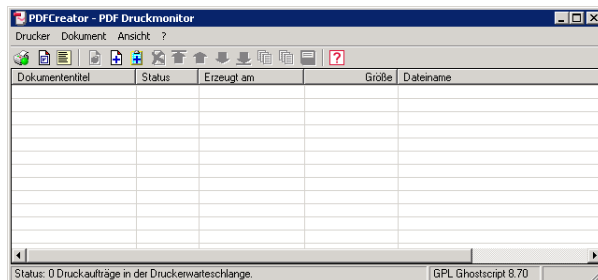 PDFCreator - PDF Druckmonitor
Drucker Dokument Ansicht ?
Dokumententitel Status Erzeugt am Größe Dateiname
Status: 0 Druckaufträge in der Druckerwarteschlange. GPL Ghostscript 8.70